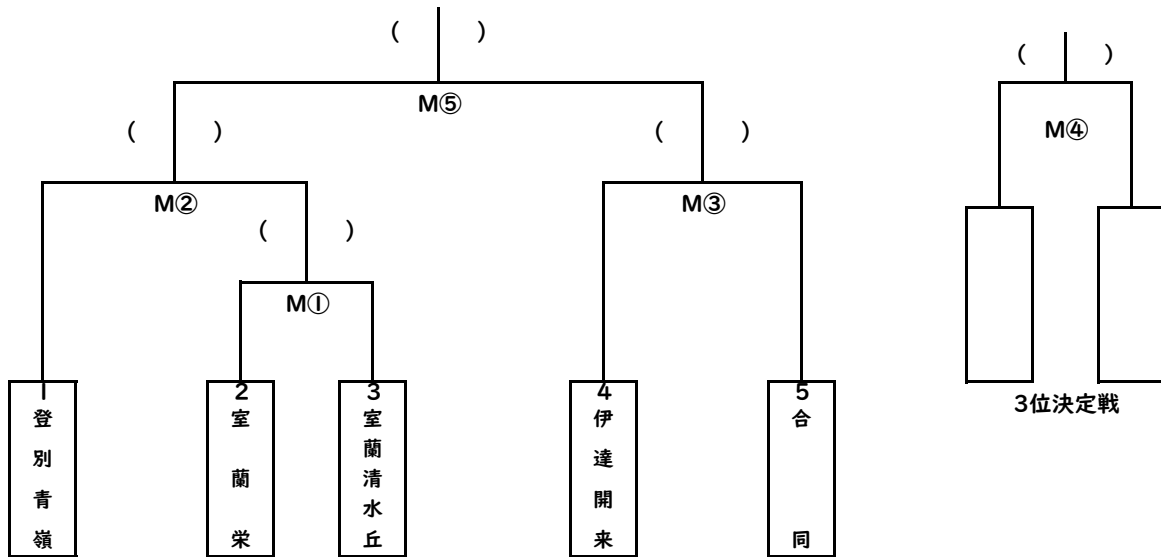 (　　)
(　　)
M⑤
M④
(　　)
(　　)
M②
M③
(　　)
M①
1
登別青嶺
2
室蘭栄
3
室蘭清水丘
4
伊達開来
5
合同
3位決定戦